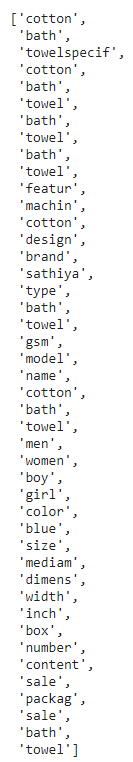 ['cotton',
'bath',
'towelspecif',
'cotton',
'bath',
'towel',
'bath',
'towel',
'bath',
'towel',
'featur',
'machin',
'cotton',
'design',
'brand',
'sathiya',
'type',
'bath',
'towel',
'gsm',
'model',
'name',
'cotton',
'bath',
'towel',
'men',
'women',
'boy',
'girl',
'color',
'blue',
'size',
'mediam',
'dimens',
'width',
'inch',
'box',
'number',
'content',
'sale',
'packag',
'sale',
'bath',
'towel']